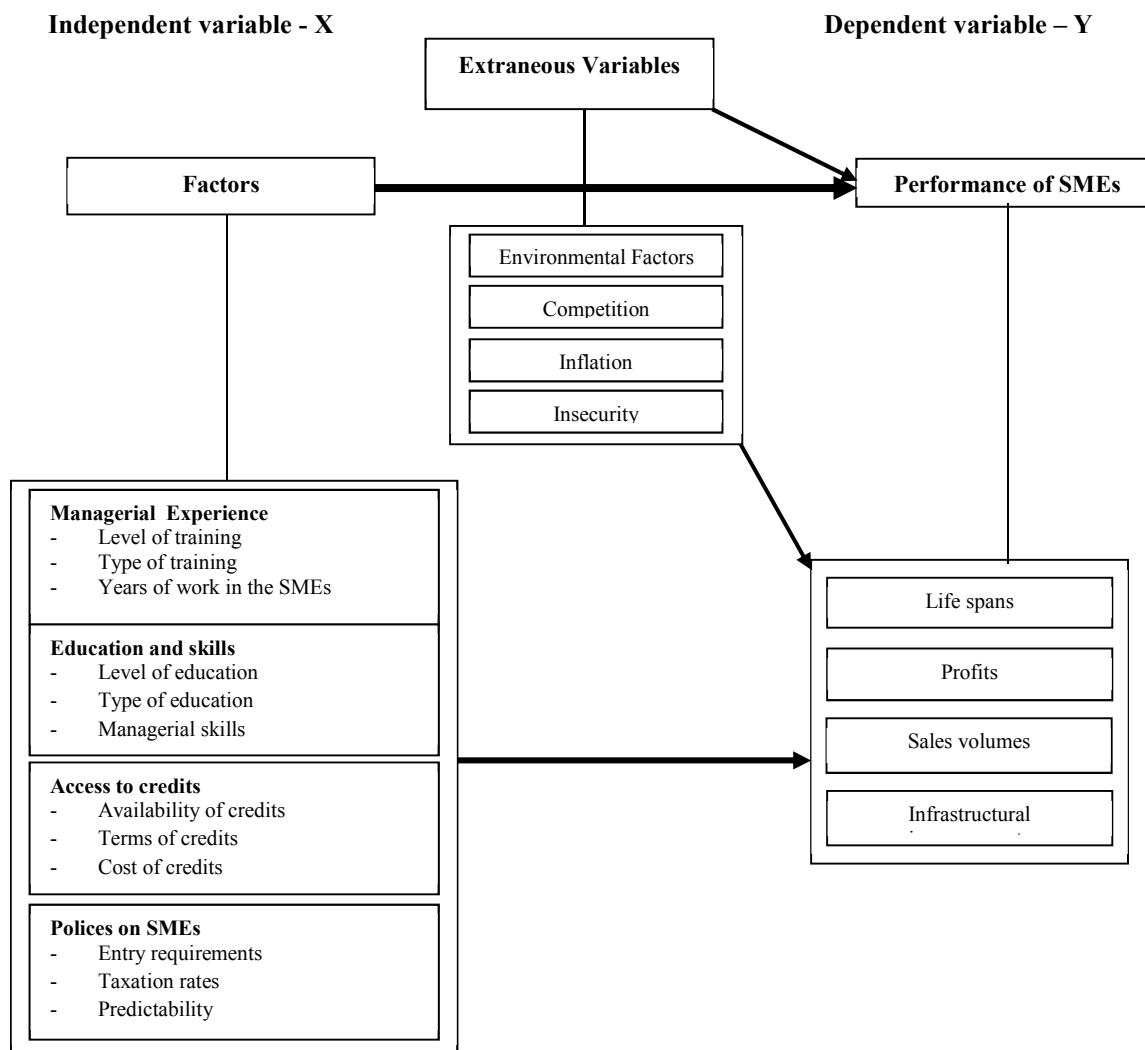 Independent variable - X
Dependent variable – Y
Extraneous Variables
Factors
Performance of SMEs
Environmental Factors
Competition
Inflation
Insecurity
Managerial Experience
- Level of training
- Type of training
- Years of work in the SMEs
Education and skills
- Level of education
- Type of education
- Managerial skills
Access to credits
- Availability of credits
- Terms of credits
- Cost of credits
Polices on SMEs
- Entry requirements
- Taxation rates
- Predictability
Life spans
Profits
Sales volumes
Infrastructural